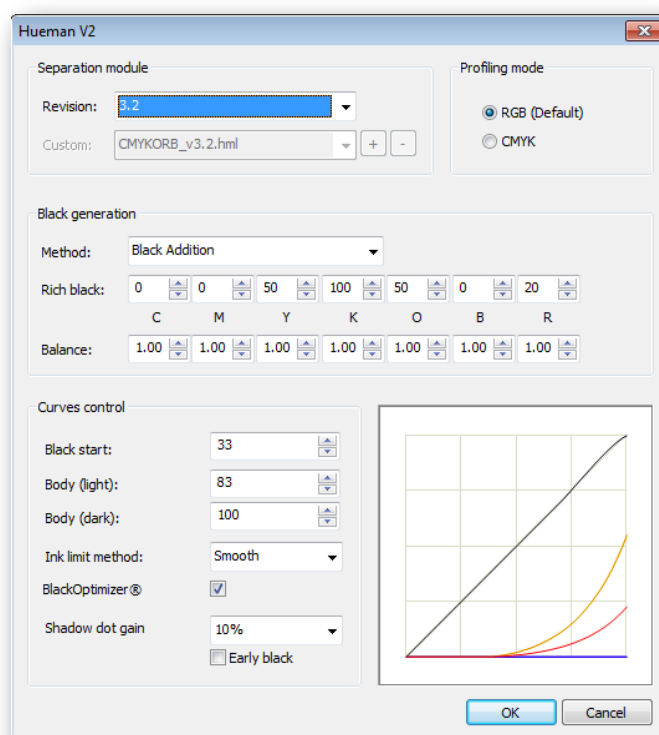 Hueman V2
Separation module
Profiling mode
Revision: 3.2
RGB (Default)
Custom: CMYKORB_v3.2.hml + -
CMYK
Black generation
Method: Black Addition
Rich black: 0 0 50 100 50 0 20
C M Y K O B R
Balance: 1.00 1.00 1.00 1.00 1.00 1.00 1.00
Curves control
Black start: 33
Body (light): 83
Body (dark): 100
Ink limit method: Smooth
BlackOptimizer®
Shadow dot gain 10%
Early black
OK Cancel